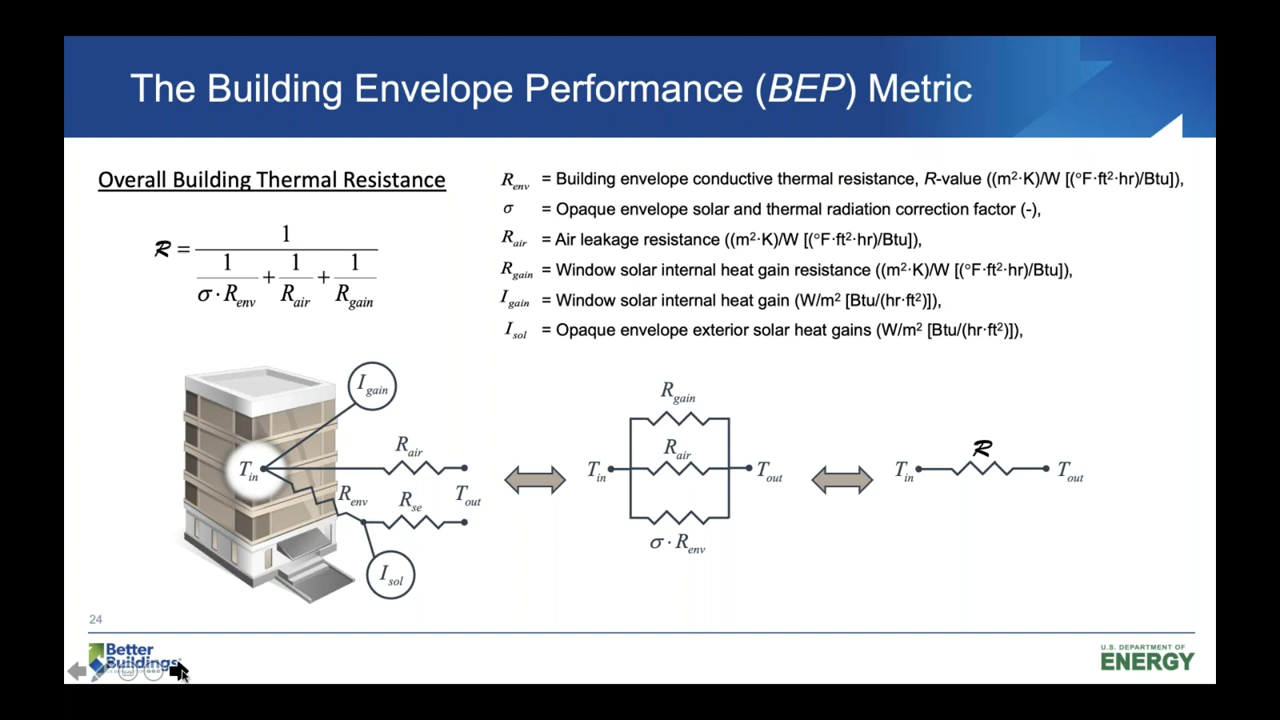 The Building Envelope Performance (BEP) Metric
Overall Building Thermal Resistance
ℛ = 1 / (1/(σ·R_env) + 1/R_air + 1/R_gain)
R_env = Building envelope conductive thermal resistance, R-value ((m²·K)/W [(°F·ft²·hr)/Btu]),
σ = Opaque envelope solar and thermal radiation correction factor (-),
R_air = Air leakage resistance ((m²·K)/W [(°F·ft²·hr)/Btu]),
R_gain = Window solar internal heat gain resistance ((m²·K)/W [(°F·ft²·hr)/Btu]),
I_gain = Window solar internal heat gain (W/m² [Btu/(hr·ft²)]),
I_sol = Opaque envelope exterior solar heat gains (W/m² [Btu/(hr·ft²)]),
I_gain
T_in
R_air
R_env
R_se
T_out
I_sol
R_gain
T_in
R_air
T_out
σ·R_env
ℛ
T_in
T_out
24
Better
Buildings
U.S. DEPARTMENT OF
ENERGY